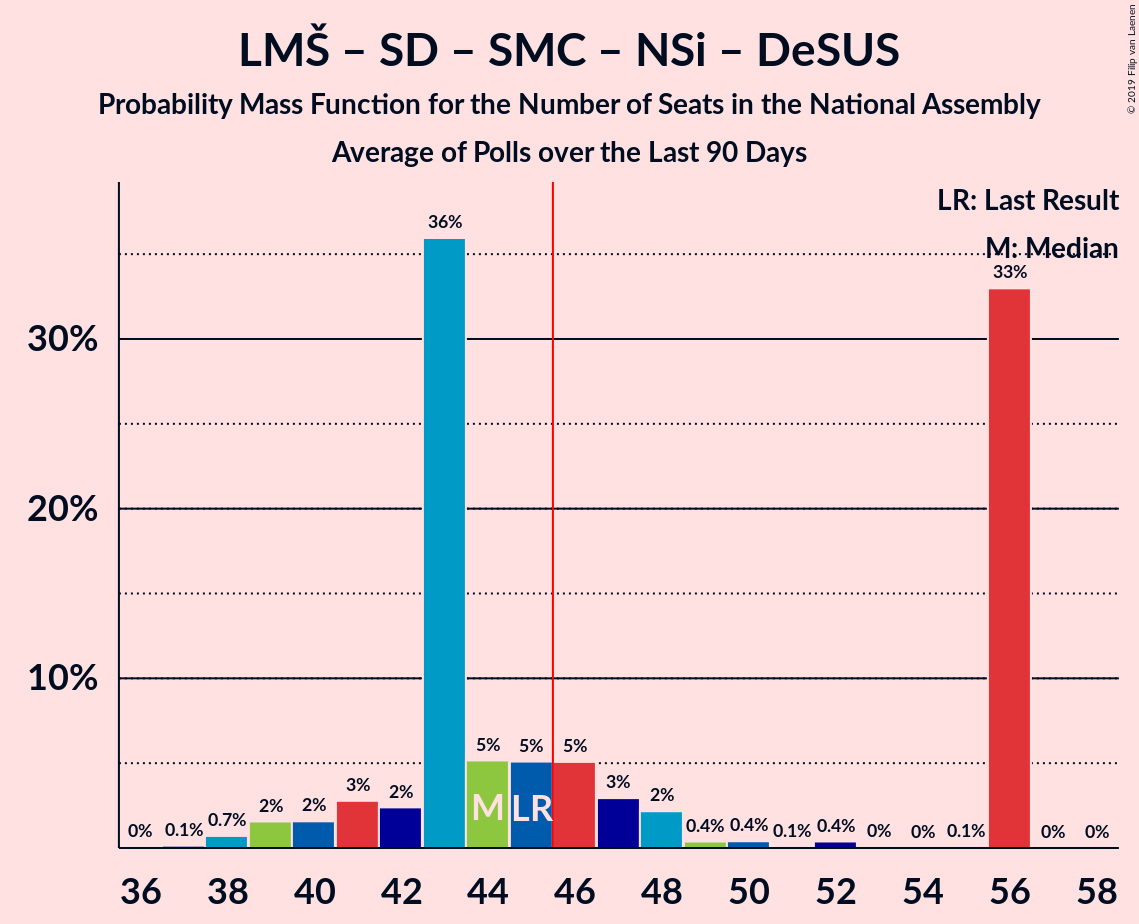 LMŠ – SD – SMC – NSi – DeSUS
Probability Mass Function for the Number of Seats in the National Assembly
Average of Polls over the Last 90 Days
© 2019 Filip van Laenen
LR: Last Result
M: Median
30%
20%
10%
0% 0.1% 0.7% 2% 2% 3% 2% 36% 5% 5% 5% 3% 2% 0.4% 0.4% 0.1% 0.4% 0% 0% 0.1% 33% 0% 0%
M LR
36 38 40 42 44 46 48 50 52 54 56 58